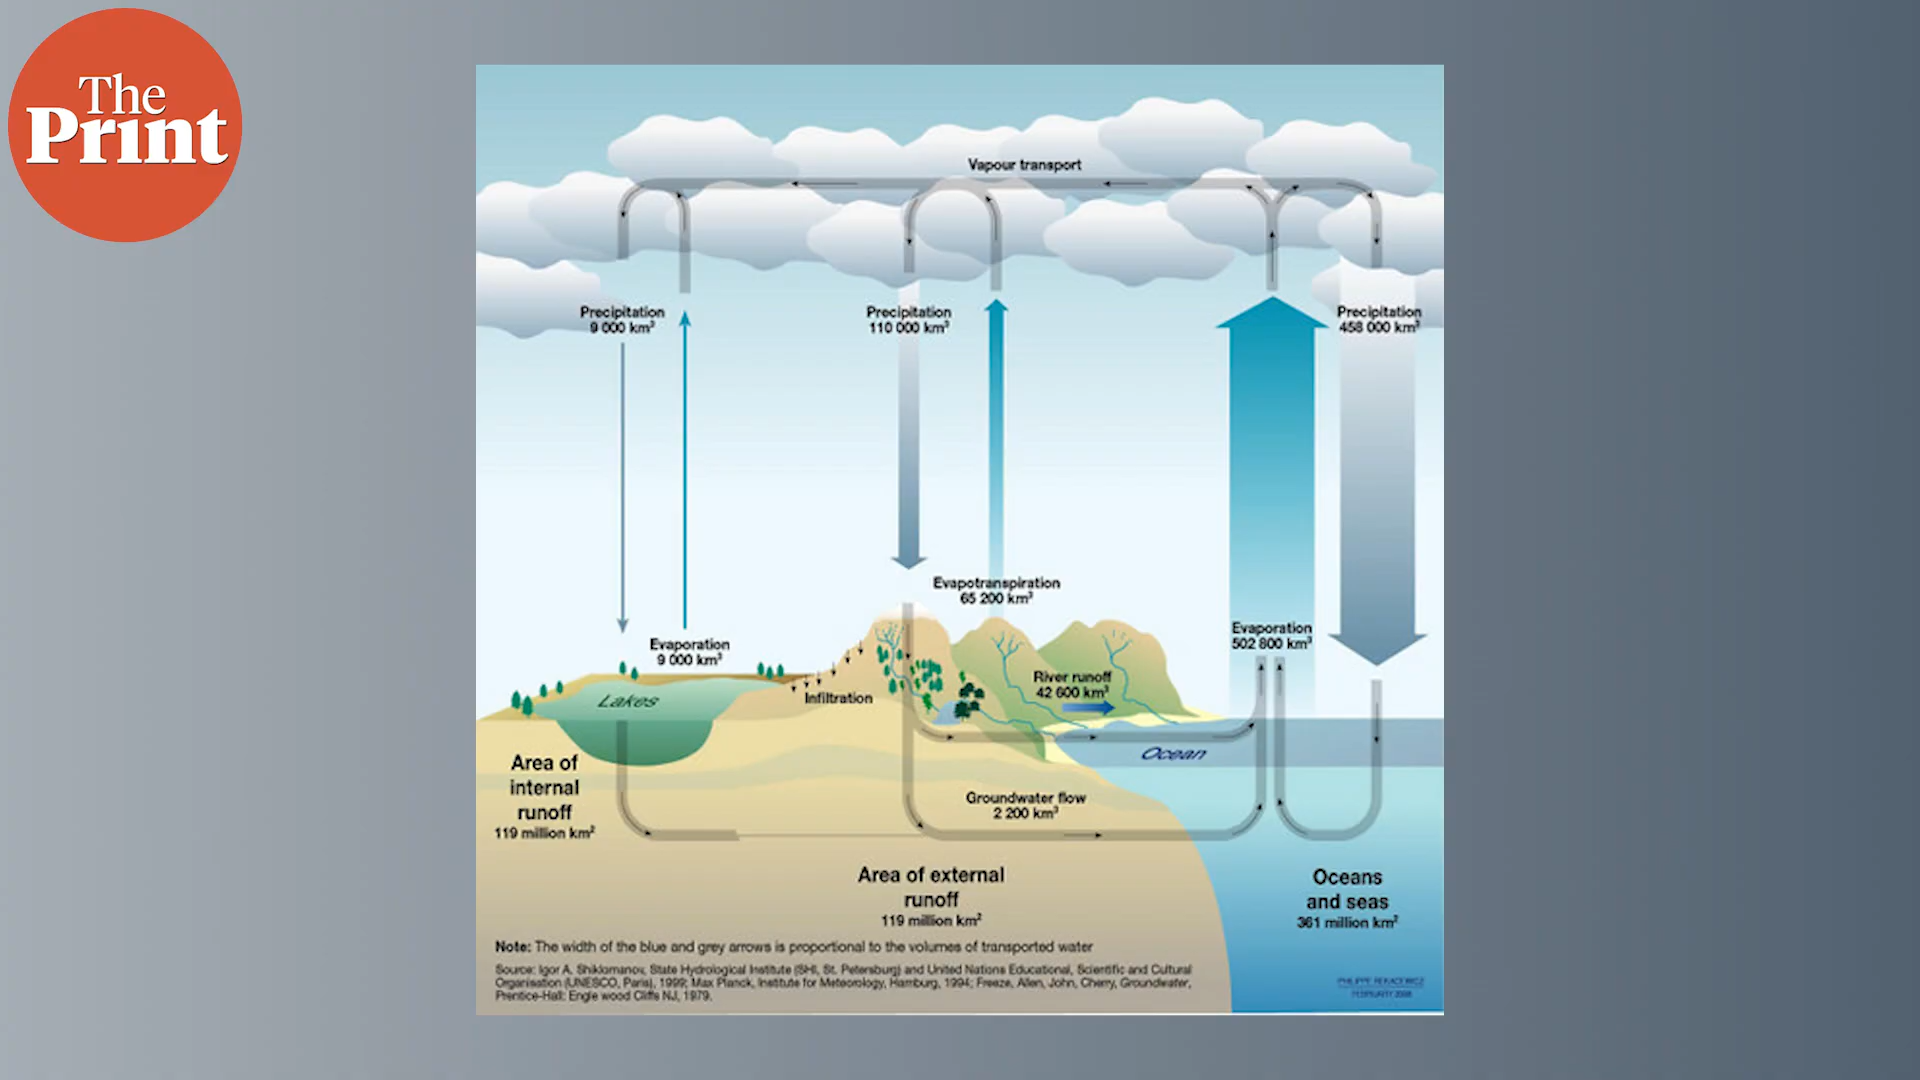 The
Print
Vapour transport
Precipitation
9 000 km³
Precipitation
110 000 km³
Precipitation
458 000 km³
Evapotranspiration
65 200 km³
Evaporation
9 000 km³
Evaporation
502 800 km³
River runoff
42 600 km³
Infiltration
Lakes
Ocean
Area of
internal
runoff
119 million km²
Groundwater flow
2 200 km³
Area of external
runoff
119 million km²
Oceans
and seas
361 million km²
Note: The width of the blue and grey arrows is proportional to the volumes of transported water
Source: Igor A. Shiklomanov, State Hydrological Institute (SHI, St. Petersburg) and United Nations Educational, Scientific and Cultural
Organisation (UNESCO, Paris), 1999; Max Planck, Institute for Meteorology, Hamburg, 1994; Freeze, Allen, John, Cherry, Groundwater,
Prentice-Hall: Engle wood Cliffs NJ, 1979.
PHILIPPE REKACEWICZ